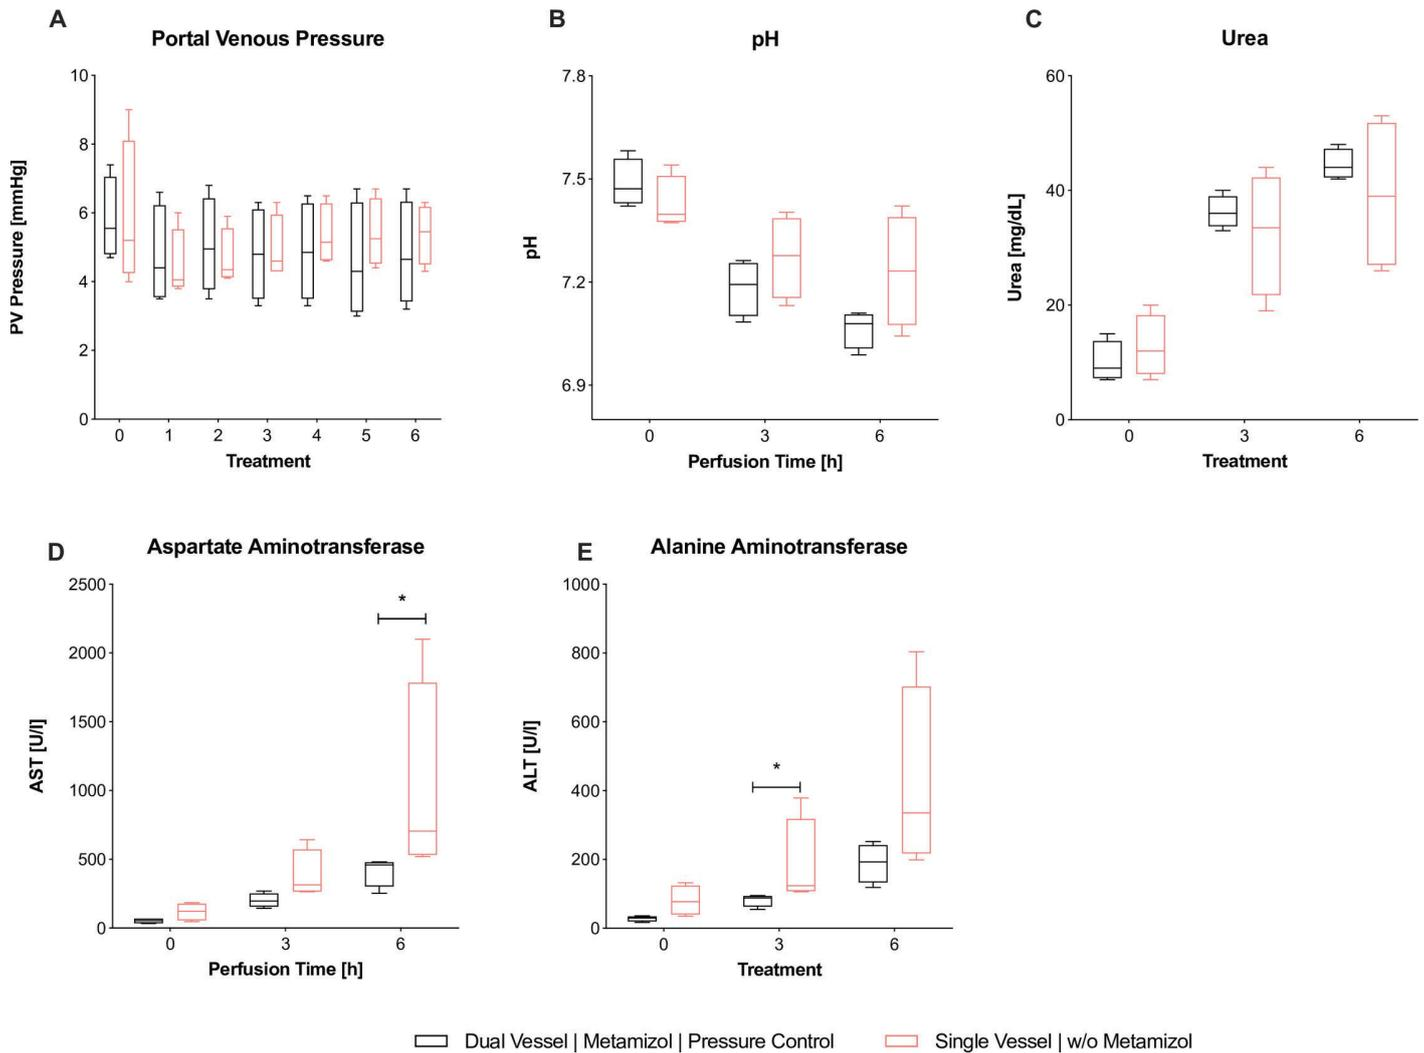 A
Portal Venous Pressure
PV Pressure [mmHg]
10
8
6
4
2
0
0 1 2 3 4 5 6
Treatment
B
pH
pH
7.8
7.5
7.2
6.9
0 3 6
Perfusion Time [h]
C
Urea
Urea [mg/dL]
60
40
20
0
0 3 6
Treatment
D
Aspartate Aminotransferase
AST [U/l]
2500
2000
1500
1000
500
0
*
0 3 6
Perfusion Time [h]
E
Alanine Aminotransferase
ALT [U/l]
1000
800
600
400
200
0
*
0 3 6
Treatment
Dual Vessel | Metamizol | Pressure Control
Single Vessel | w/o Metamizol